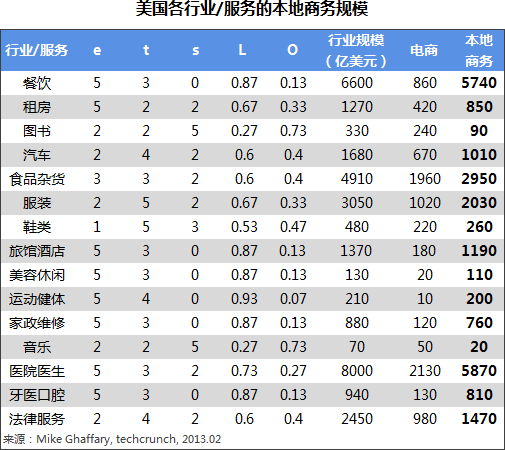 美国各行业/服务的本地商务规模
行业/服务 e t s L O 行业规模（亿美元） 电商 本地商务
餐饮 5 3 0 0.87 0.13 6600 860 5740
租房 5 2 2 0.67 0.33 1270 420 850
图书 2 2 5 0.27 0.73 330 240 90
汽车 2 4 2 0.6 0.4 1680 670 1010
食品杂货 3 3 2 0.6 0.4 4910 1960 2950
服装 2 5 2 0.67 0.33 3050 1020 2030
鞋类 1 5 3 0.53 0.47 480 220 260
旅馆酒店 5 3 0 0.87 0.13 1370 180 1190
美容休闲 5 3 0 0.87 0.13 130 20 110
运动健体 5 4 0 0.93 0.07 210 10 200
家政维修 5 3 0 0.87 0.13 880 120 760
音乐 2 2 5 0.27 0.73 70 50 20
医院医生 5 3 2 0.73 0.27 8000 2130 5870
牙医口腔 5 3 0 0.87 0.13 940 130 810
法律服务 2 4 2 0.6 0.4 2450 980 1470
来源：Mike Ghaffary, techcrunch, 2013.02